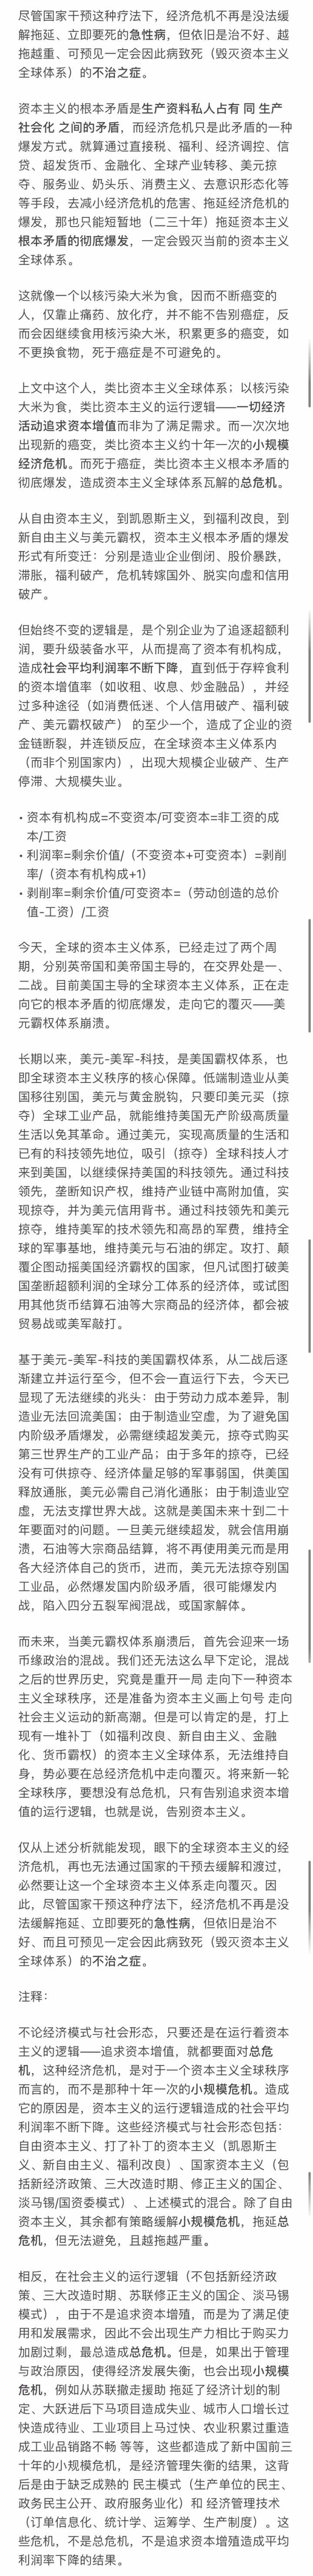 尽管国家干预这种疗法下，经济危机不再是没法缓
解拖延、立即要死的急性病，但依旧是治不好、越
拖越重、可预见一定会因此病致死（毁灭资本主义
全球体系）的不治之症。
资本主义的根本矛盾是生产资料私人占有 同 生产
社会化 之间的矛盾，而经济危机只是此矛盾的一种
爆发方式。就算通过直接税、福利、经济调控、信
贷、超发货币、金融化、全球产业转移、美元掠
夺、服务业、奶头乐、消费主义、去意识形态化等
等手段，去减小经济危机的危害、拖延经济危机的
爆发，那也只能短暂地（二三十年）拖延资本主义
根本矛盾的彻底爆发，一定会毁灭当前的资本主义
全球体系。
这就像一个以核污染大米为食，因而不断癌变的
人，仅靠止痛药、放化疗，并不能不告别癌症，反
而会因继续食用核污染大米，积累更多的癌变，如
不更换食物，死于癌症是不可避免的。
上文中这个人，类比资本主义全球体系；以核污染
大米为食，类比资本主义的运行逻辑——一切经济
活动追求资本增值而非为了满足需求。而一次次地
出现新的癌变，类比资本主义约十年一次的小规模
经济危机。而死于癌症，类比资本主义根本矛盾的
彻底爆发，造成资本主义全球体系瓦解的总危机。
从自由资本主义，到凯恩斯主义，到福利改良，到
新自由主义与美元霸权，资本主义根本矛盾的爆发
形式有所变迁：分别是造业企业倒闭、股价暴跌，
滞胀，福利破产，危机转嫁国外、脱实向虚和信用
破产。
但始终不变的逻辑是，是个别企业为了追逐超额利
润，要升级装备水平，从而提高了资本有机构成，
造成社会平均利润率不断下降，直到低于存粹食利
的资本增值率（如收租、收息、炒金融品），并经
过多种途径（如消费低迷、个人信用破产、福利破
产、美元霸权破产） 的至少一个，造成了企业的资
金链断裂，并连锁反应，在全球资本主义体系内
（而非个别国家内），出现大规模企业破产、生产
停滞、大规模失业。
• 资本有机构成=不变资本/可变资本=非工资的成
本/工资
• 利润率=剩余价值/（不变资本+可变资本）=剥削
率/（资本有机构成+1）
• 剥削率=剩余价值/可变资本=（劳动创造的总价
值-工资）/工资
今天，全球的资本主义体系，已经走过了两个周
期，分别英帝国和美帝国主导的，在交界处是一、
二战。目前美国主导的全球资本主义体系，正在走
向它的根本矛盾的彻底爆发，走向它的覆灭——美
元霸权体系崩溃。
长期以来，美元-美军-科技，是美国霸权体系，也
即全球资本主义秩序的核心保障。低端制造业从美
国移往别国，美元与黄金脱钩，只要印美元买（掠
夺）全球工业产品，就能维持美国无产阶级高质量
生活以免其革命。通过美元，实现高质量的生活和
已有的科技领先地位，吸引（掠夺）全球科技人才
来到美国，以继续保持美国的科技领先。通过科技
领先，垄断知识产权，维持产业链中高附加值，实
现掠夺，并为美元信用背书。通过科技领先和美元
掠夺，维持美军的技术领先和高昂的军费，维持全
球的军事基地，维持美元与石油的绑定。攻打、颠
覆企图动摇美国经济霸权的国家，但凡试图打破美
国垄断超额利润的全球分工体系的经济体，或试图
用其他货币结算石油等大宗商品的经济体，都会被
贸易战或美军敲打。
基于美元-美军-科技的美国霸权体系，从二战后逐
渐建立并运行至今，但不会一直运行下去，今天已
显现了无法继续的兆头：由于劳动力成本差异，制
造业无法回流美国；由于制造业空虚，为了避免国
内阶级矛盾爆发，必需继续超发美元，掠夺式购买
第三世界生产的工业产品；由于多年的掠夺，已经
没有可供掠夺、经济体量足够的军事弱国，供美国
释放通胀，美元必需自己消化通胀；由于制造业空
虚，无法支撑世界大战。这就是美国未来十到二十
年要面对的问题。一旦美元继续超发，就会信用崩
溃，石油等大宗商品结算，将不再使用美元而是用
各大经济体自己的货币，进而，美元无法掠夺别国
工业品，必然爆发国内阶级矛盾，很可能爆发内
战，陷入四分五裂军阀混战，或国家解体。
而未来，当美元霸权体系崩溃后，首先会迎来一场
币缘政治的混战。我们还无法这么早下定论，混战
之后的世界历史，究竟是重开一局 走向下一种资本
主义全球秩序，还是准备为资本主义画上句号 走向
社会主义运动的新高潮。但是可以肯定的是，打上
现有一堆补丁（如福利改良、新自由主义、金融
化、货币霸权）的资本主义全球体系，无法维持自
身，势必要在总经济危机中走向覆灭。将来新一轮
全球秩序，要想没有总危机，只有告别追求资本增
值的运行逻辑，也就是说，告别资本主义。
仅从上述分析就能发现，眼下的全球资本主义的经
济危机，再也无法通过国家的干预去缓解和渡过，
必然要让这一个全球资本主义体系走向覆灭。因
此，尽管国家干预这种疗法下，经济危机不再是没
法缓解拖延、立即要死的急性病，但依旧是治不
好、而且可预见一定会因此病致死（毁灭资本主义
全球体系）的不治之症。
注释：
不论经济模式与社会形态，只要还是在运行着资本
主义的逻辑——追求资本增值，就都要面对总危
机，这种经济危机，是对于一个资本主义全球秩序
而言的，而不是那种十年一次的小规模危机。造成
它的原因是，资本主义的运行逻辑造成的社会平均
利润率不断下降。这些经济模式与社会形态包括：
自由资本主义、打了补丁的资本主义（凯恩斯主
义、新自由主义、福利改良）、国家资本主义（包
括新经济政策、三大改造时期、修正主义的国企、
淡马锡/国资委模式）、上述模式的混合。除了自由
资本主义，其余都有策略缓解小规模危机，拖延总
危机，但无法避免，且越拖越严重。
相反，在社会主义的运行逻辑（不包括新经济政
策、三大改造时期、苏联修正主义的国企、淡马锡
模式），由于不是追求资本增殖，而是为了满足使
用和发展需求，因此不会出现生产力相比于购买力
加剧过剩，最总造成总危机。但是，如果出于管理
与政治原因，使得经济发展失衡，也会出现小规模
危机，例如从苏联撤走援助 拖延了经济计划的制
定、大跃进后下马项目造成失业、城市人口增长过
快造成待业、工业项目上马过快、农业积累过重造
成工业品销路不畅 等等，这些都造成了新中国前三
十年的小规模危机，是经济管理失衡的结果，这背
后是由于缺乏成熟的 民主模式（生产单位的民主、
政务民主公开、政府服务业化）和 经济管理技术
（订单信息化、统计学、运筹学、生产制度）。这
些危机，不是总危机，不是追求资本增殖造成平均
利润率下降的结果。